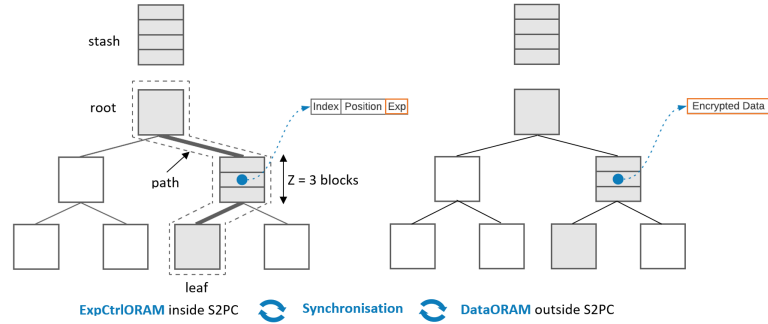 stash
root
Index Position Exp
Encrypted Data
path
Z = 3 blocks
leaf
ExpCtrlORAM inside S2PC Synchronisation DataORAM outside S2PC